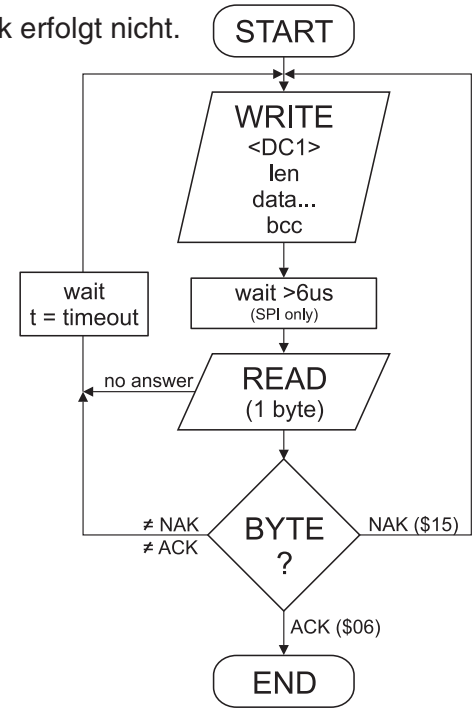 k erfolgt nicht.
START
WRITE
<DC1>
len
data...
bcc
wait
t = timeout
wait >6us
(SPI only)
no answer
READ
(1 byte)
≠ NAK
≠ ACK
BYTE
?
NAK ($15)
ACK ($06)
END